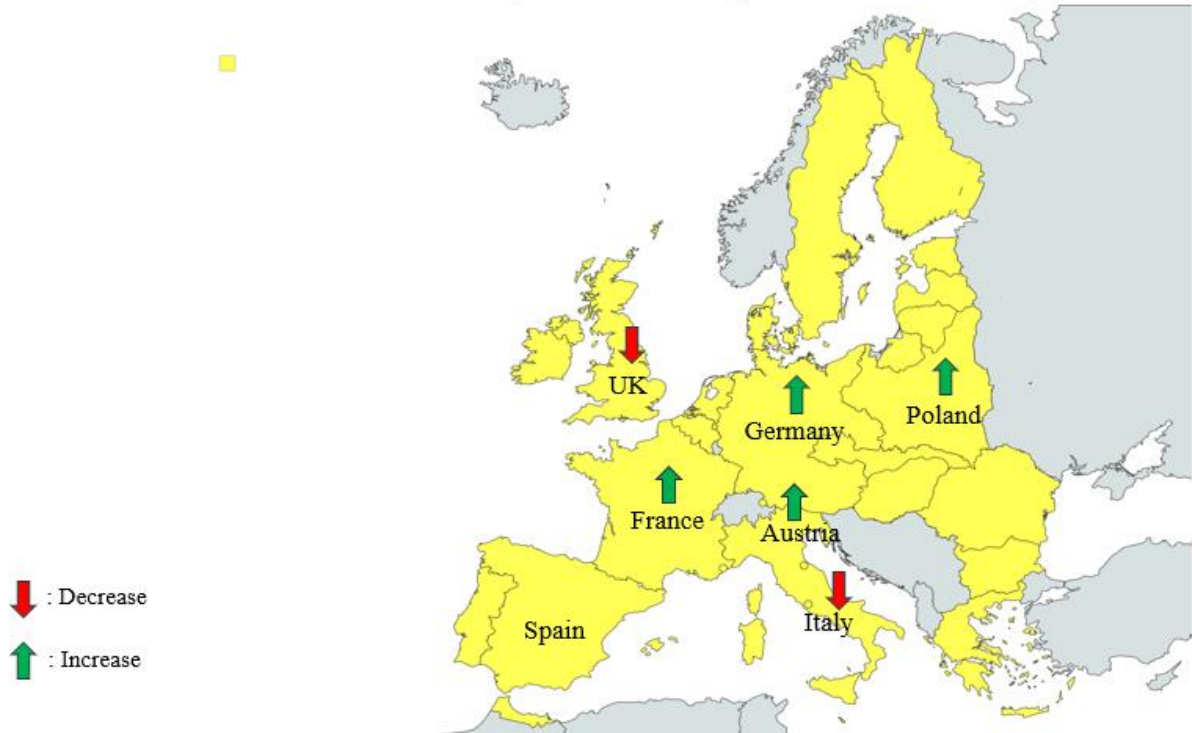 UK
Poland
Germany
France
Austria
: Decrease
Italy
Spain
: Increase